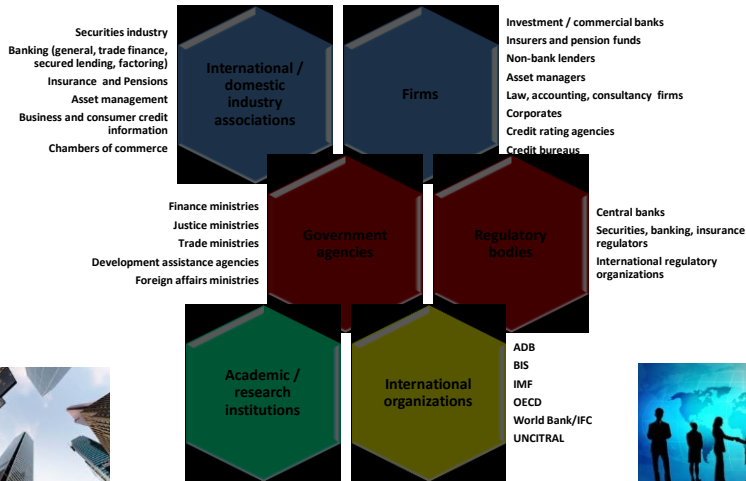 Securities industry
Banking (general, trade finance,
secured lending, factoring)
Insurance and Pensions
Asset management
Business and consumer credit
information
Chambers of commerce
International /
domestic
industry
associations
Firms
Investment / commercial banks
Insurers and pension funds
Non-bank lenders
Asset managers
Law, accounting, consultancy firms
Corporates
Credit rating agencies
Credit bureaus
Finance ministries
Justice ministries
Trade ministries
Development assistance agencies
Foreign affairs ministries
Government
agencies
Regulatory
bodies
Central banks
Securities, banking, insurance
regulators
International regulatory
organizations
Academic /
research
institutions
International
organizations
ADB
BIS
IMF
OECD
World Bank/IFC
UNCITRAL